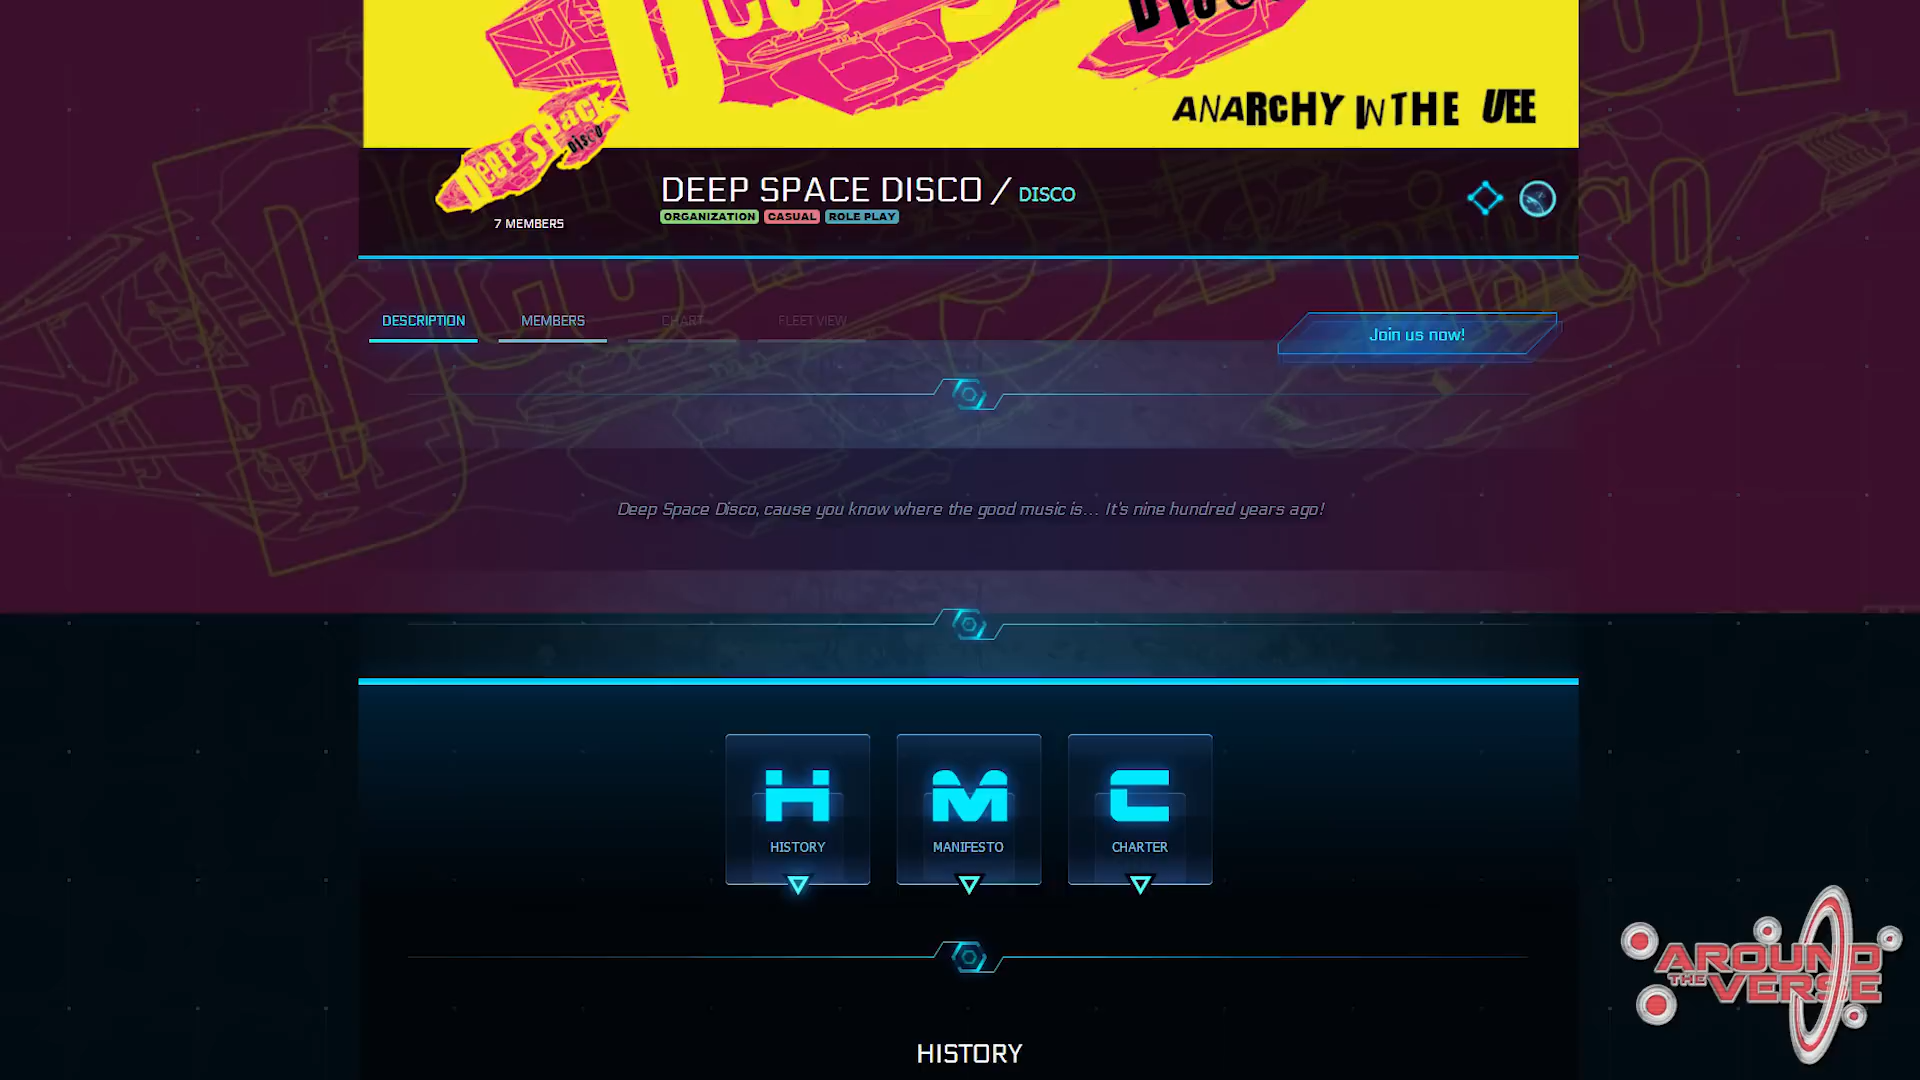 Deep S
DISCO
ANARCHY IN THE UEE
Deep Space
DISCO
7 MEMBERS
DEEP SPACE DISCO / DISCO
ORGANIZATION CASUAL ROLE PLAY
DESCRIPTION MEMBERS CHART FLEET VIEW
Join us now!
Deep Space Disco, cause you know where the good music is... It's nine hundred years ago!
H M C
HISTORY MANIFESTO CHARTER
AROUND
THE VERSE
HISTORY